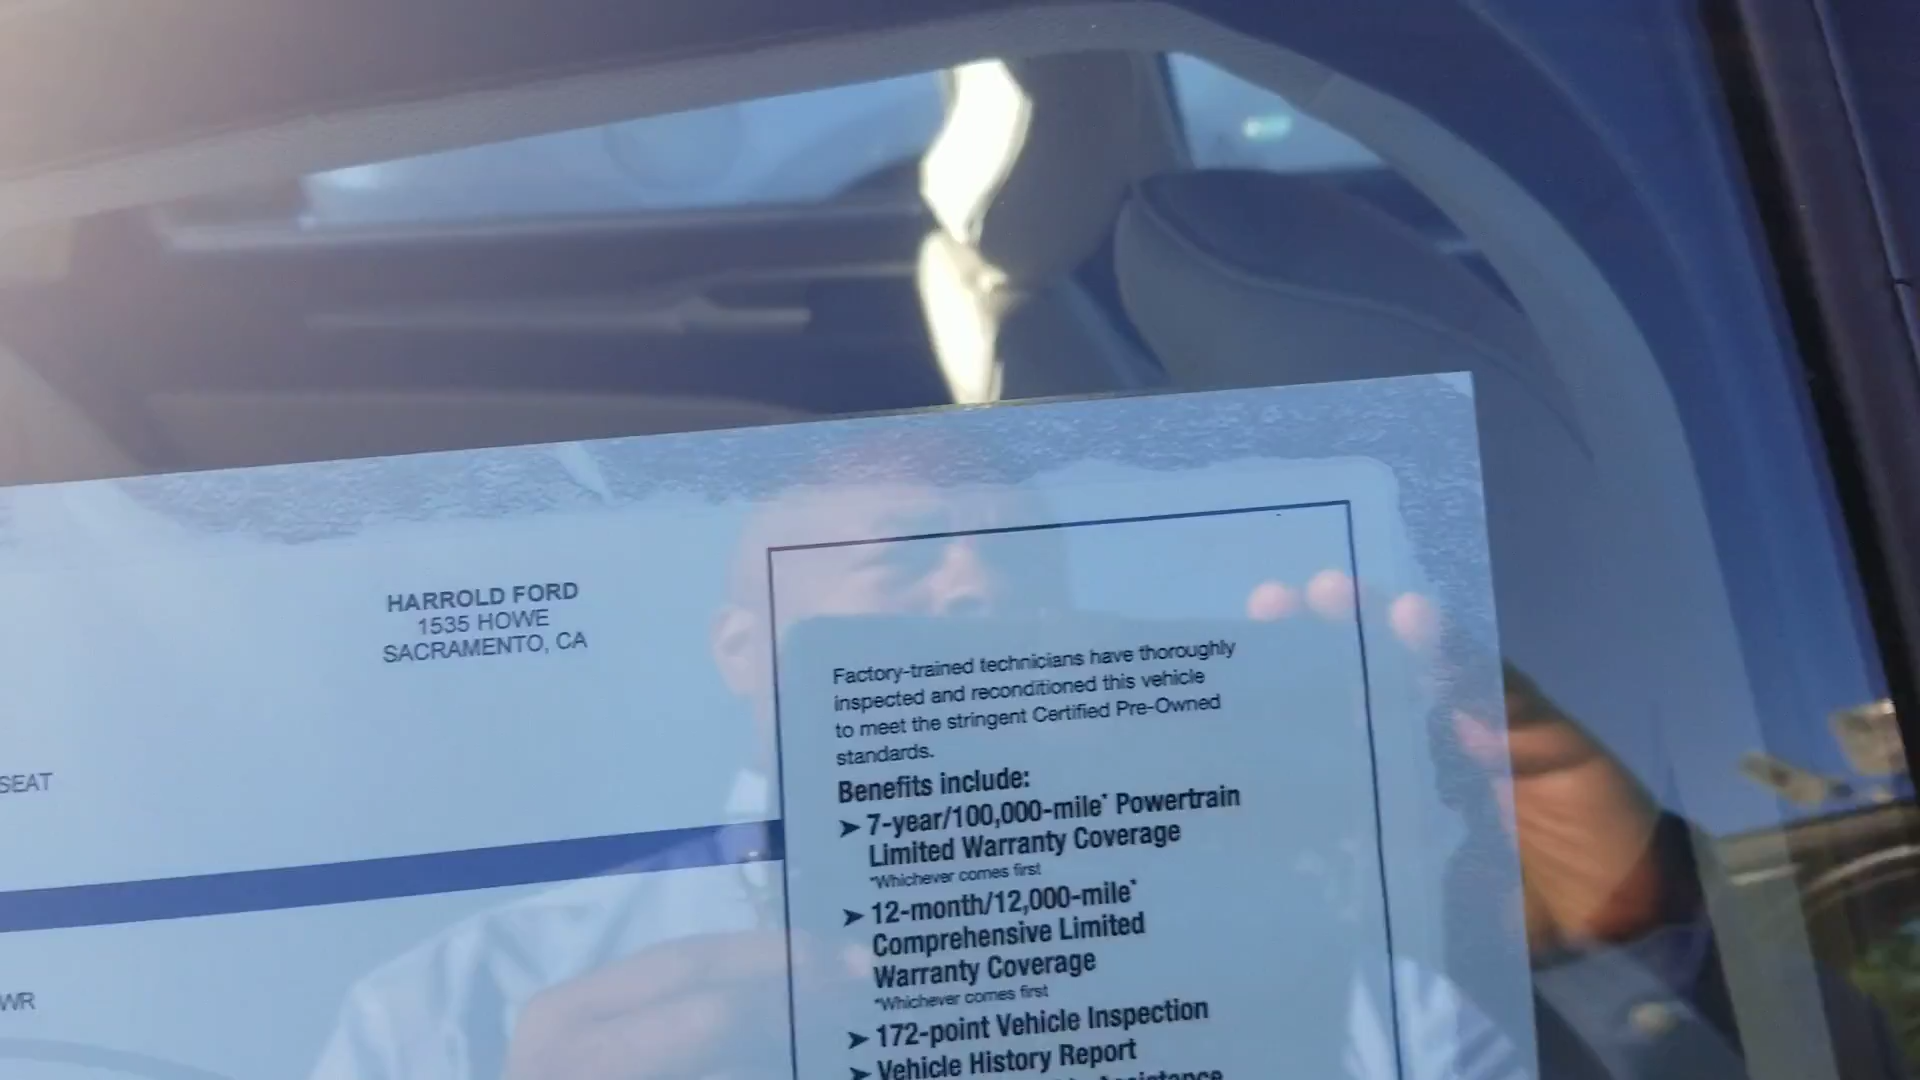 HARROLD FORD
1535 HOWE
SACRAMENTO, CA
SEAT
WR
Factory-trained technicians have thoroughly
inspected and reconditioned this vehicle
to meet the stringent Certified Pre-Owned
standards.
Benefits include:
➤ 7-year/100,000-mile* Powertrain
Limited Warranty Coverage
*Whichever comes first
➤ 12-month/12,000-mile*
Comprehensive Limited
Warranty Coverage
*Whichever comes first
➤ 172-point Vehicle Inspection
➤ Vehicle History Report
Assistance